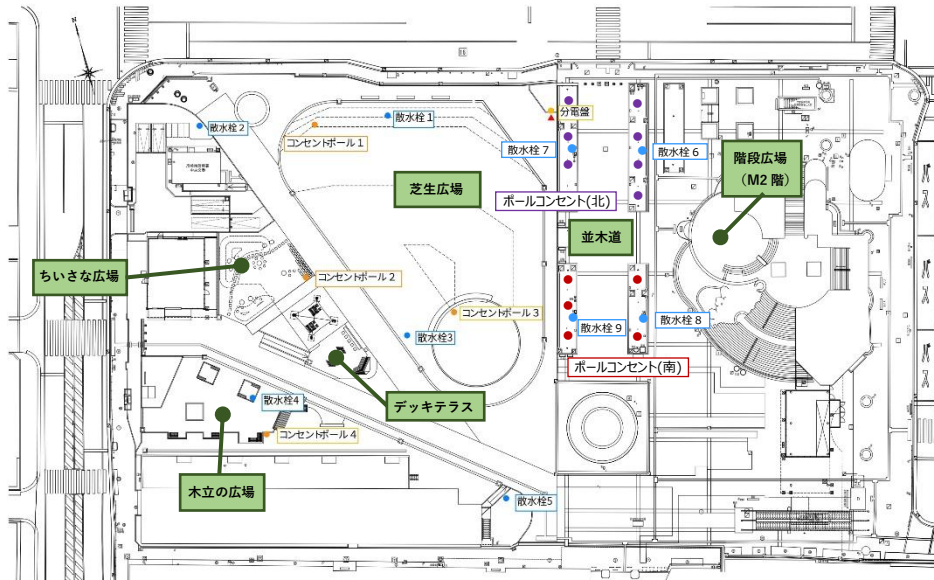 散水栓1
分電盤
散水栓2
コンセントポール1
散水栓7
散水栓6
階段広場
(M2階)
芝生広場
ポールコンセント(北)
並木道
ちいさな広場
コンセントポール2
コンセントポール3
散水栓9
散水栓8
散水栓3
ポールコンセント(南)
デッキテラス
散水栓4
コンセントポール4
木立の広場
散水栓5